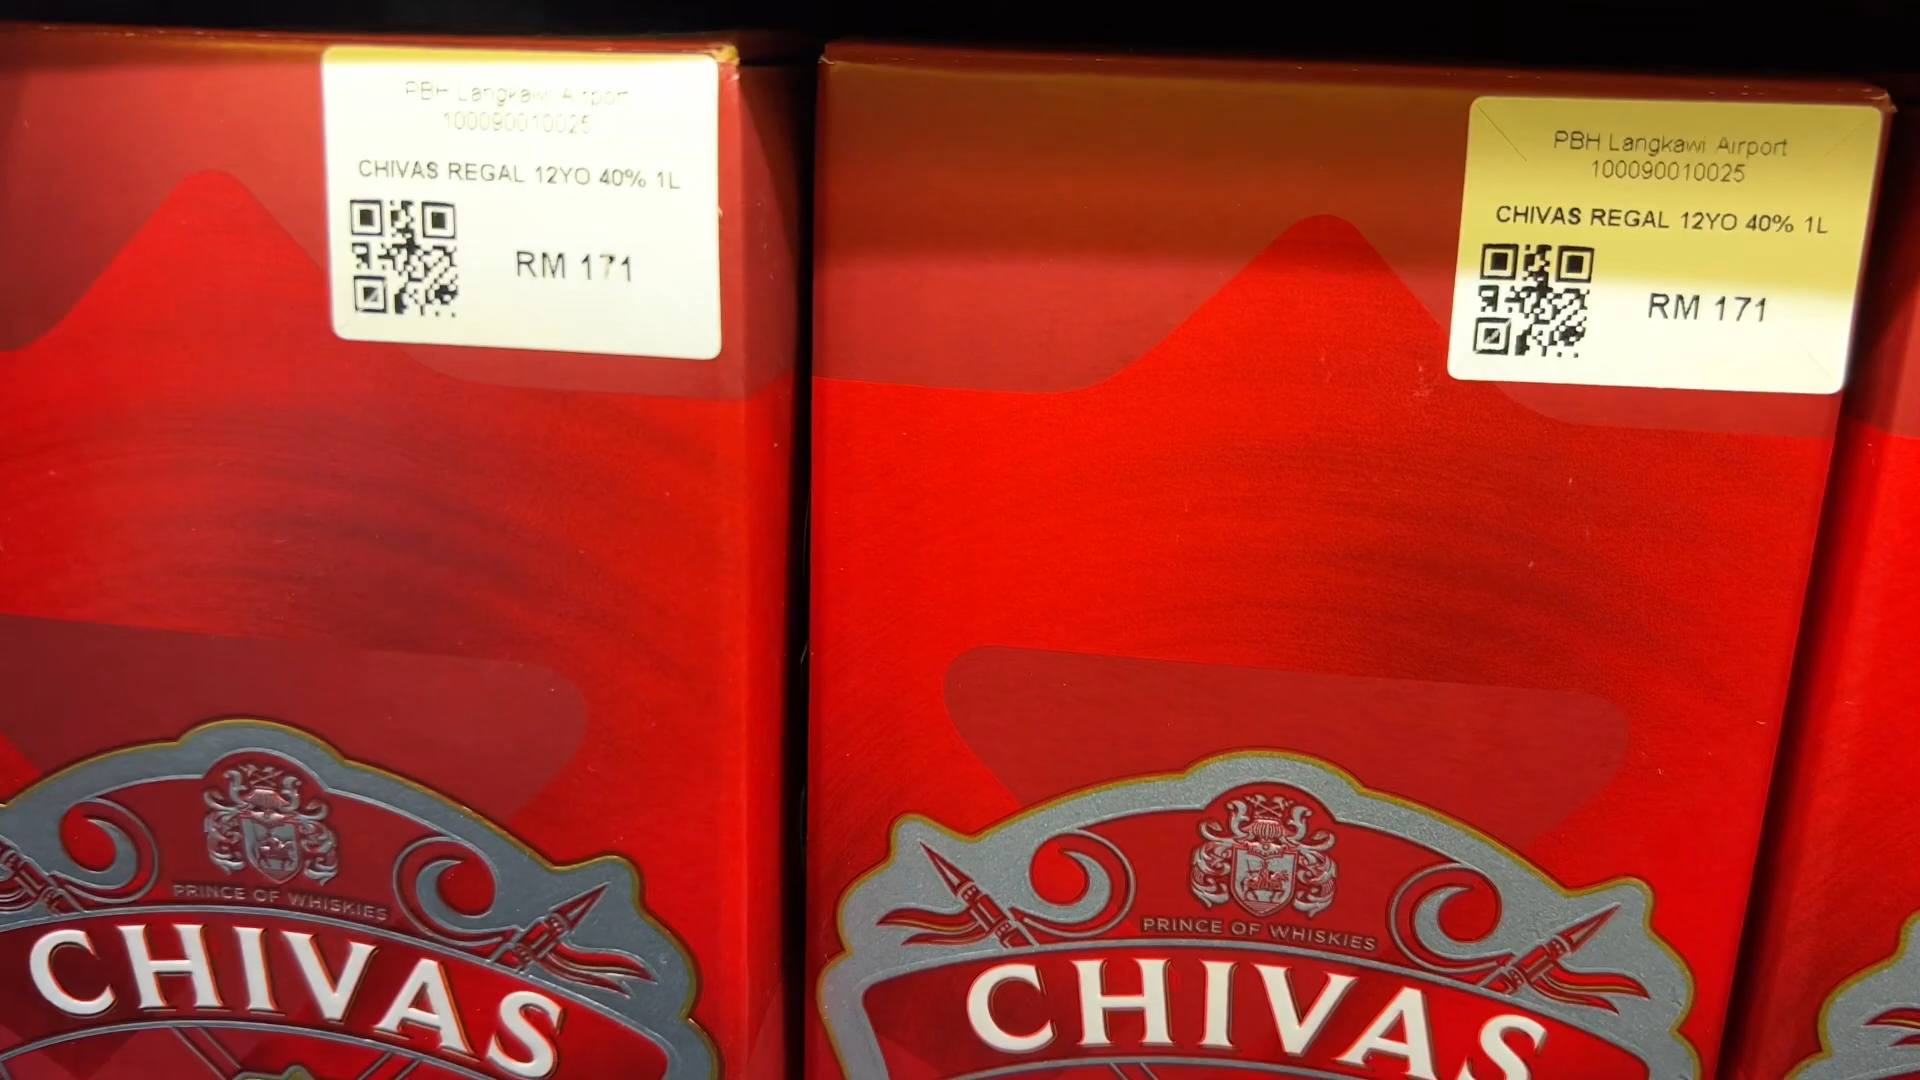 PBH Langkawi Airport
100090010025
CHIVAS REGAL 12YO 40% 1L
RM 171
PRINCE OF WHISKIES
CHIVAS
PBH Langkawi Airport
100090010025
CHIVAS REGAL 12YO 40% 1L
RM 171
PRINCE OF WHISKIES
CHIVAS